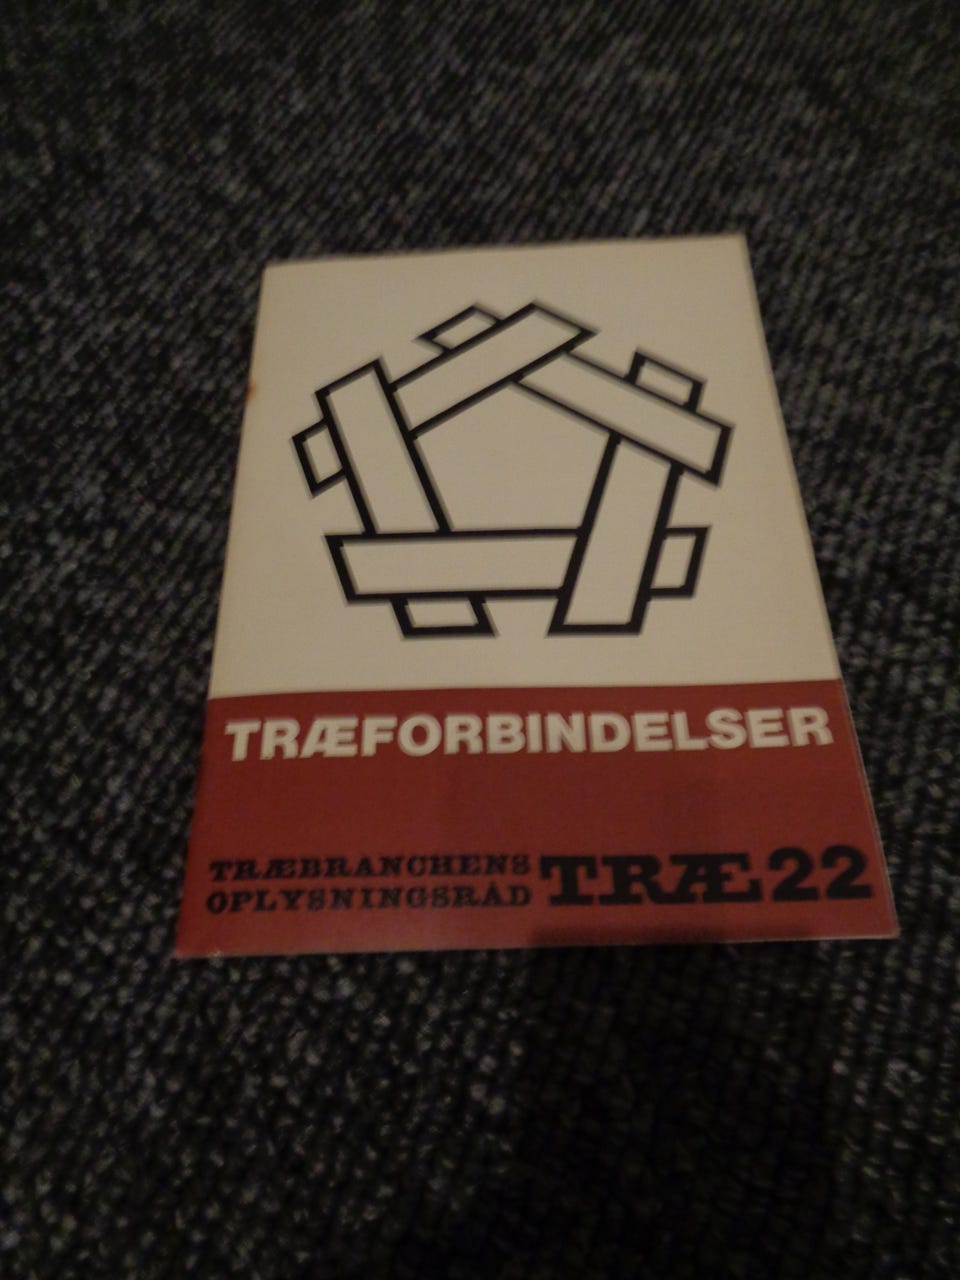 TRÆFORBINDELSER
TRÆBRANCHENS
OPLYSNINGSRÅD
TRÆ 22